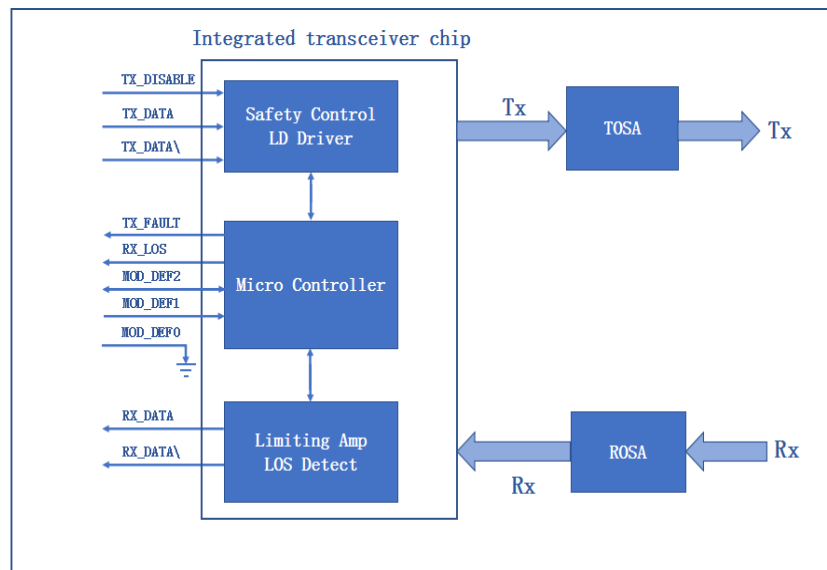 Integrated transceiver chip
TX_DISABLE
TX_DATA
TX_DATA\
Safety Control
LD Driver
Tx
TOSA
Tx
TX_FAULT
RX_LOS
MOD_DEF2
MOD_DEF1
MOD_DEF0
Micro Controller
RX_DATA
RX_DATA\
Limiting Amp
LOS Detect
Rx
ROSA
Rx